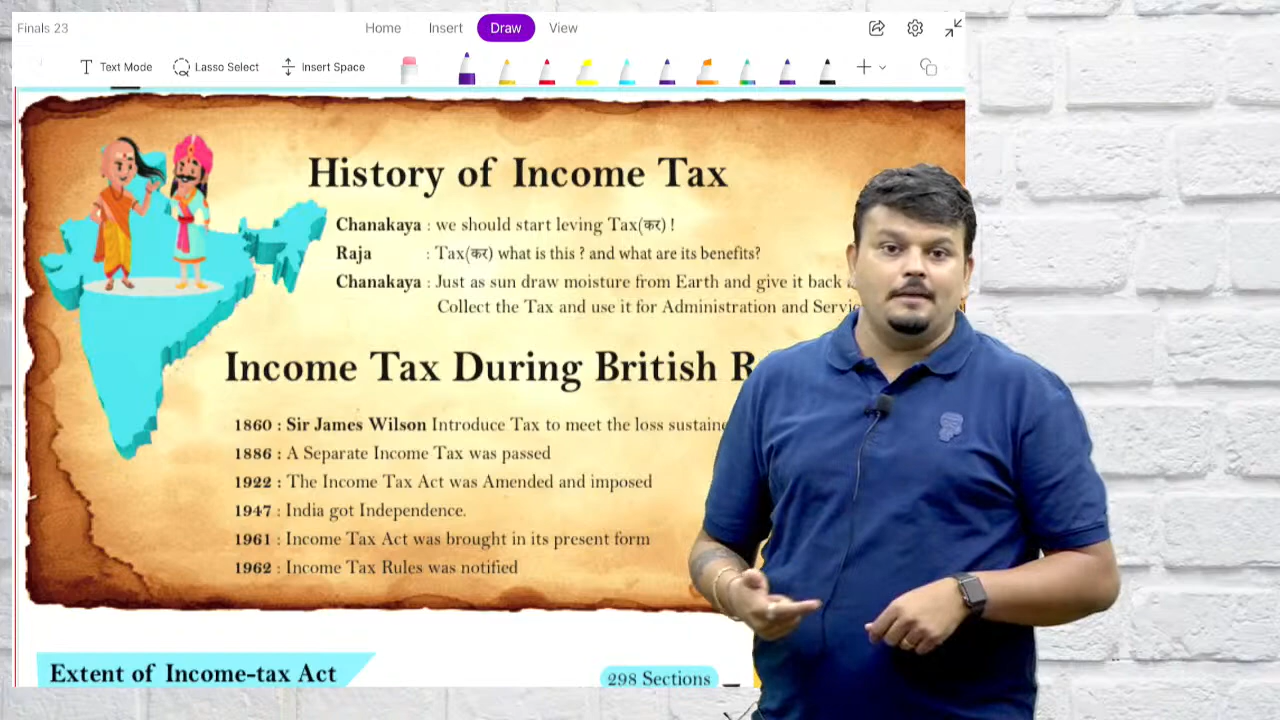 Finals 23
Home Insert Draw View
Text Mode Lasso Select Insert Space
History of Income Tax
Chanakaya : we should start leving Tax(कर) !
Raja : Tax(कर) what is this ? and what are its benefits?
Chanakaya : Just as sun draw moisture from Earth and give it back
Collect the Tax and use it for Administration and
Income Tax During British
1860 : Sir James Wilson Introduce Tax to meet the loss
1886 : A Separate Income Tax was passed
1922 : The Income Tax Act was Amended and imposed
1947 : India got Independence.
1961 : Income Tax Act was brought in its present form
1962 : Income Tax Rules was notified
Extent of Income-tax Act
298 Sections